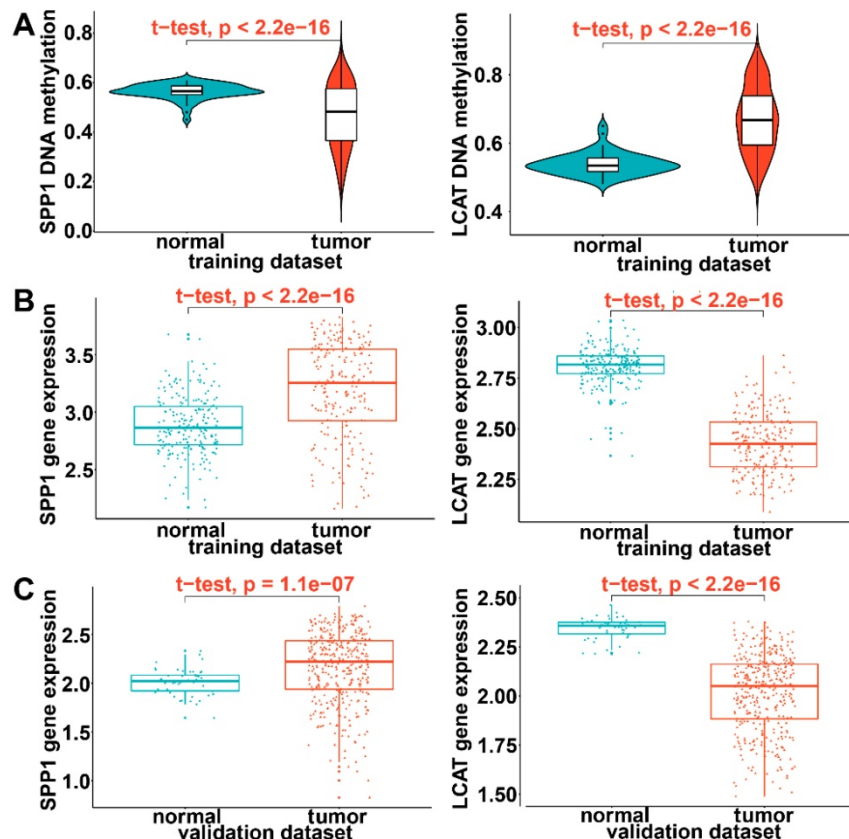 A
t-test, p < 2.2e-16
SPP1 DNA methylation
0.8
0.6
0.4
0.2
0.0
normal
tumor
training dataset
t-test, p < 2.2e-16
LCAT DNA methylation
0.8
0.6
0.4
normal
tumor
training dataset
B
t-test, p < 2.2e-16
SPP1 gene expression
3.5
3.0
2.5
normal
tumor
training dataset
t-test, p < 2.2e-16
LCAT gene expression
3.00
2.75
2.50
2.25
normal
tumor
training dataset
C
t-test, p = 1.1e-07
SPP1 gene expression
2.5
2.0
1.5
1.0
normal
tumor
validation dataset
t-test, p < 2.2e-16
LCAT gene expression
2.50
2.25
2.00
1.75
1.50
normal
tumor
validation dataset